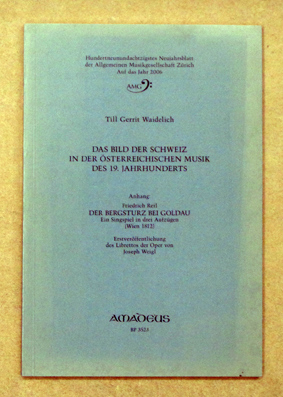 Hundertneunundachtzigstes Neujahrsblatt
der Allgemeinen Musikgesellschaft Zürich
Auf das Jahr 2006
AMG
Till Gerrit Waidelich
DAS BILD DER SCHWEIZ
IN DER ÖSTERREICHISCHEN MUSIK
DES 19. JAHRHUNDERTS
Anhang
Friedrich Reil
DER BERGSTURZ BEI GOLDAU
Ein Singspiel in drei Aufzügen
(Wien 1812)
Erstveröffentlichung
des Librettos der Oper von
Joseph Weigl
AMADEUS
BP 2023